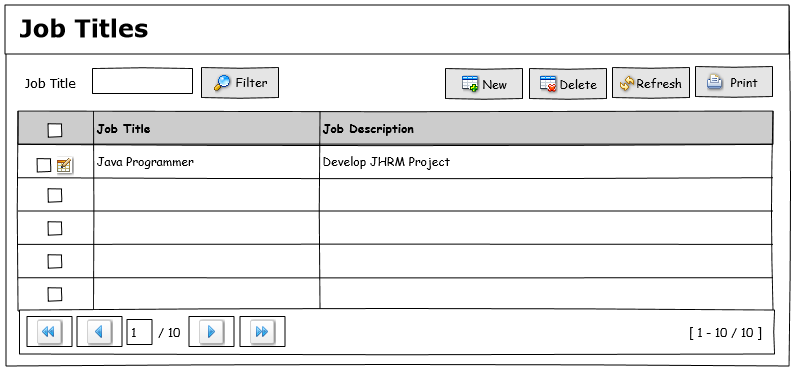 Job Titles
Job Title Filter New Delete Refresh Print
Job Title Job Description
Java Programmer Develop JHRM Project
1 / 10 [ 1 - 10 / 10 ]